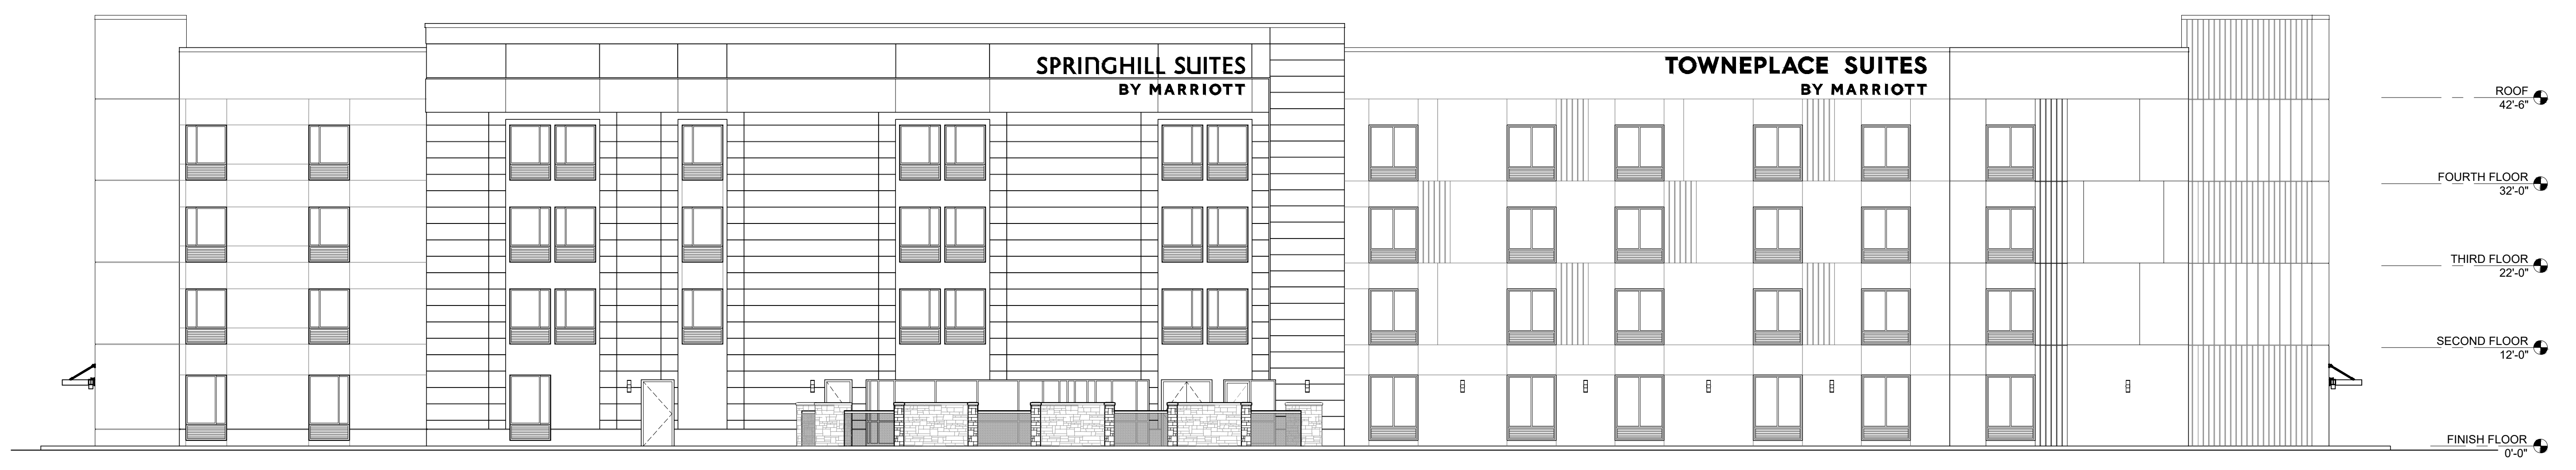 SPRINGHILL SUITES
BY MARRIOTT
TOWNEPLACE SUITES
BY MARRIOTT
ROOF
42'-6"
FOURTH FLOOR
32'-0"
THIRD FLOOR
22'-0"
SECOND FLOOR
12'-0"
FINISH FLOOR
0'-0"